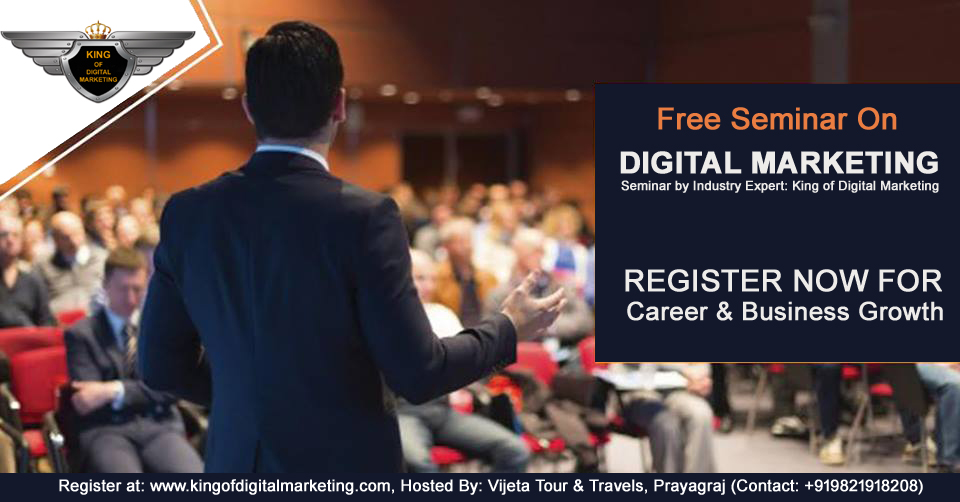 KING
OF
DIGITAL
MARKETING
Free Seminar On
DIGITAL MARKETING
Seminar by Industry Expert: King of Digital Marketing
REGISTER NOW FOR
Career & Business Growth
Register at: www.kingofdigitalmarketing.com, Hosted By: Vijeta Tour & Travels, Prayagraj (Contact: +919821918208)